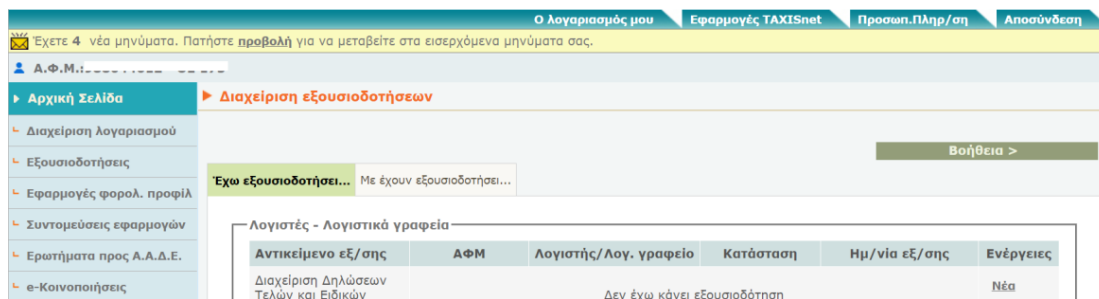 Ο λογαριασμός μου Εφαρμογές TAXISnet Προσωπ.Πληρ/ση Αποσύνδεση
Έχετε 4 νέα μηνύματα. Πατήστε προβολή για να μεταβείτε στα εισερχόμενα μηνύματα σας.
Α.Φ.Μ.:
Αρχική Σελίδα
Διαχείριση εξουσιοδοτήσεων
Διαχείριση λογαριασμού
Βοήθεια >
Εξουσιοδοτήσεις
Έχω εξουσιοδοτήσει... Με έχουν εξουσιοδοτήσει...
Εφαρμογές φορολ. προφίλ
Συντομεύσεις εφαρμογών
Λογιστές - Λογιστικά γραφεία
Ερωτήματα προς Α.Α.Δ.Ε.
Αντικείμενο εξ/σης ΑΦΜ Λογιστής/Λογ. γραφείο Κατάσταση Ημ/νία εξ/σης Ενέργειες
e-Κοινοποιήσεις
Διαχείριση Δηλώσεων
Τελών και Ειδικών
Δεν έχω κάνει εξουσιοδότηση
Νέα